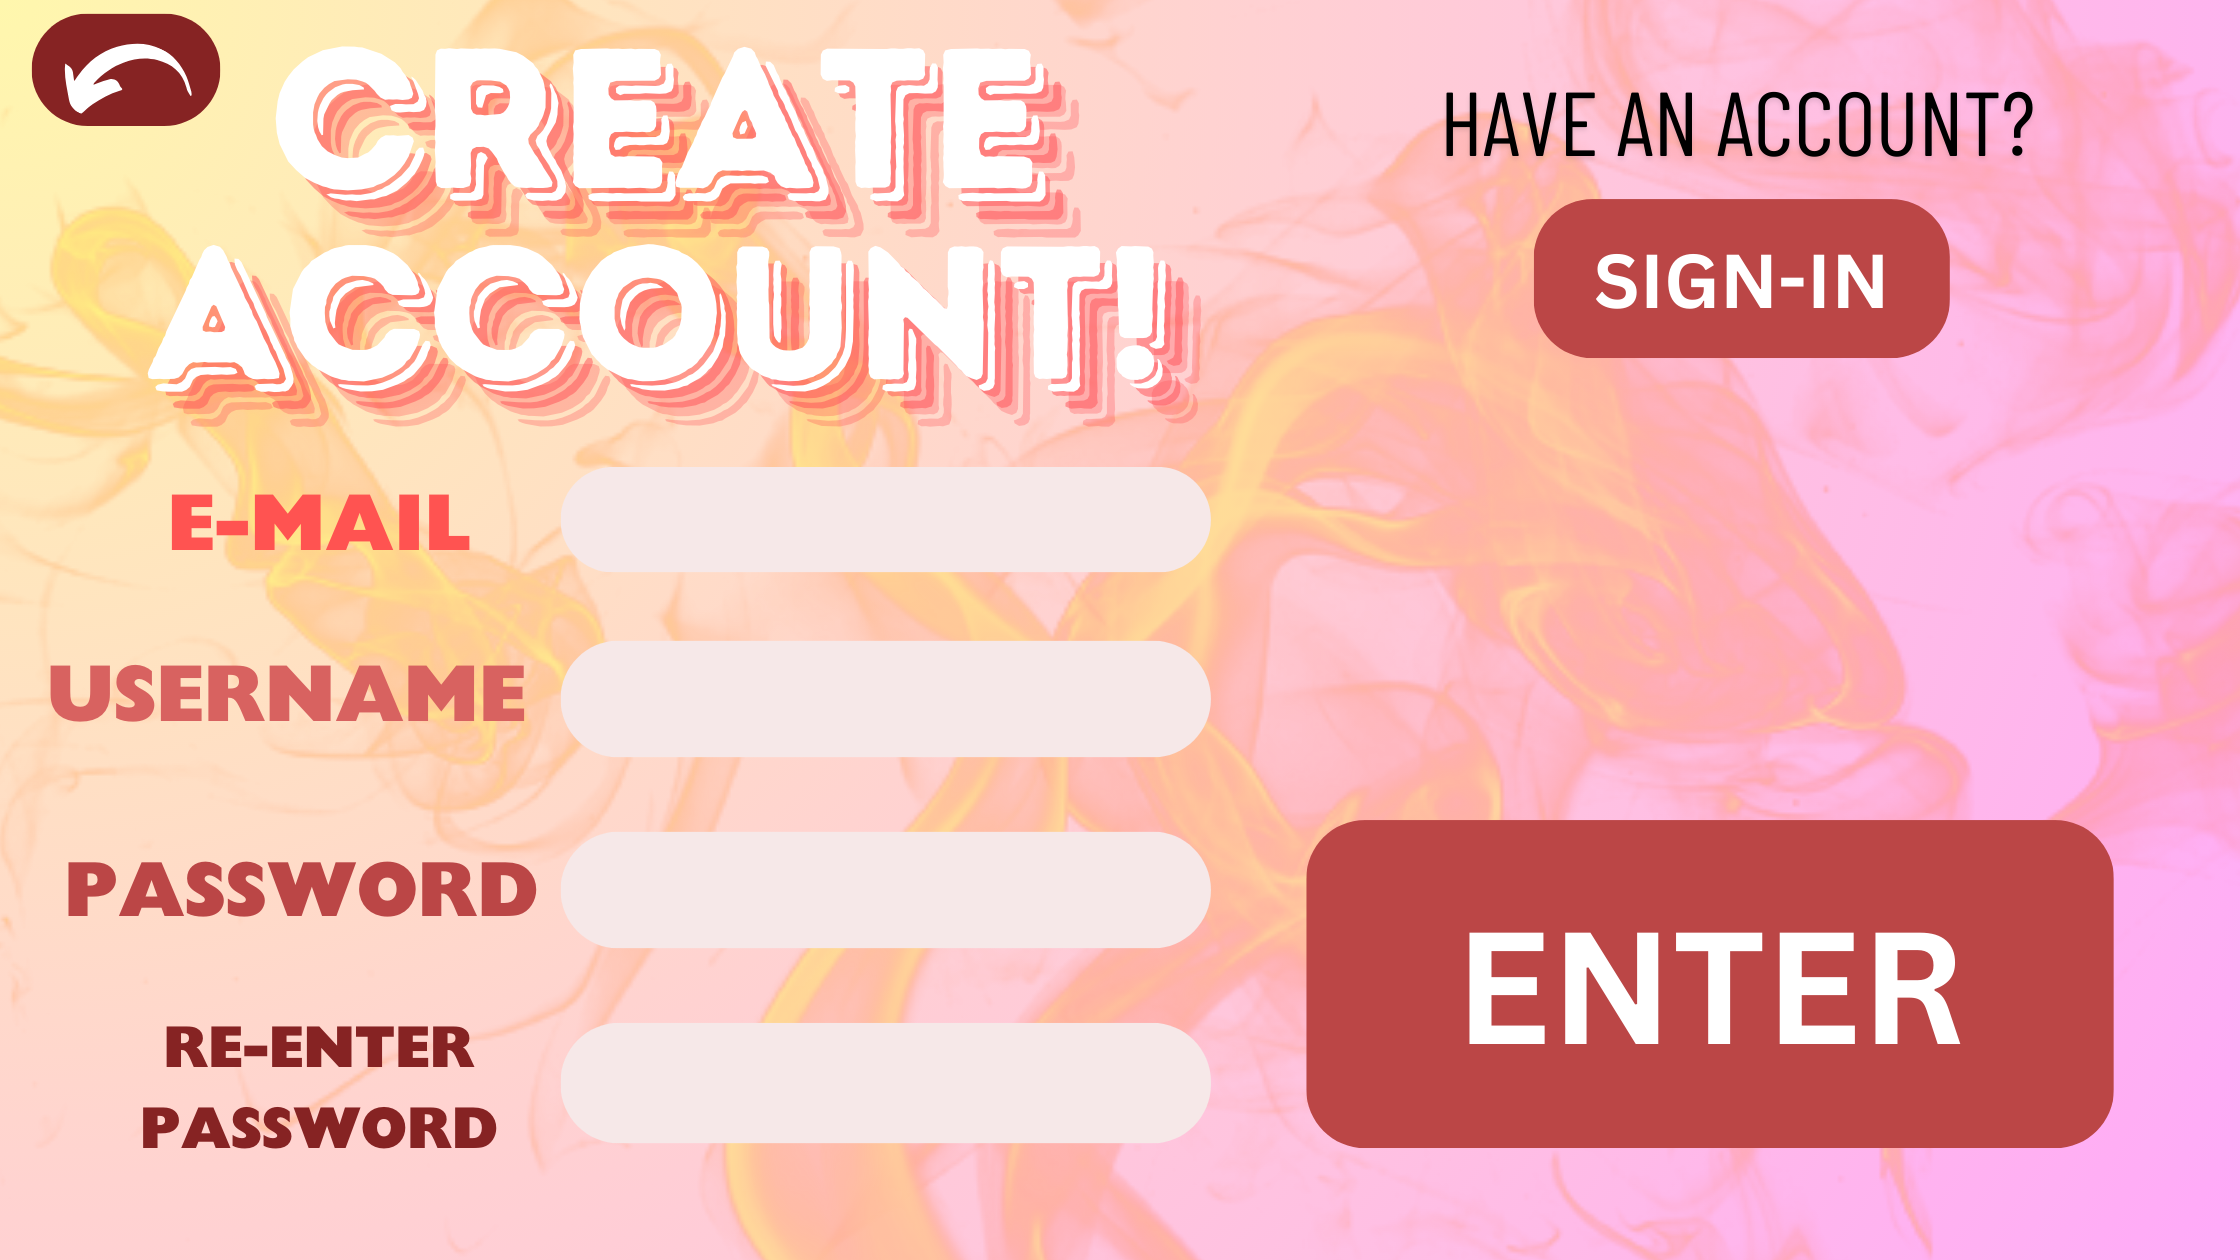 CREATE
ACCOUNT!
HAVE AN ACCOUNT?
SIGN-IN
E-MAIL
USERNAME
PASSWORD
RE-ENTER
PASSWORD
ENTER